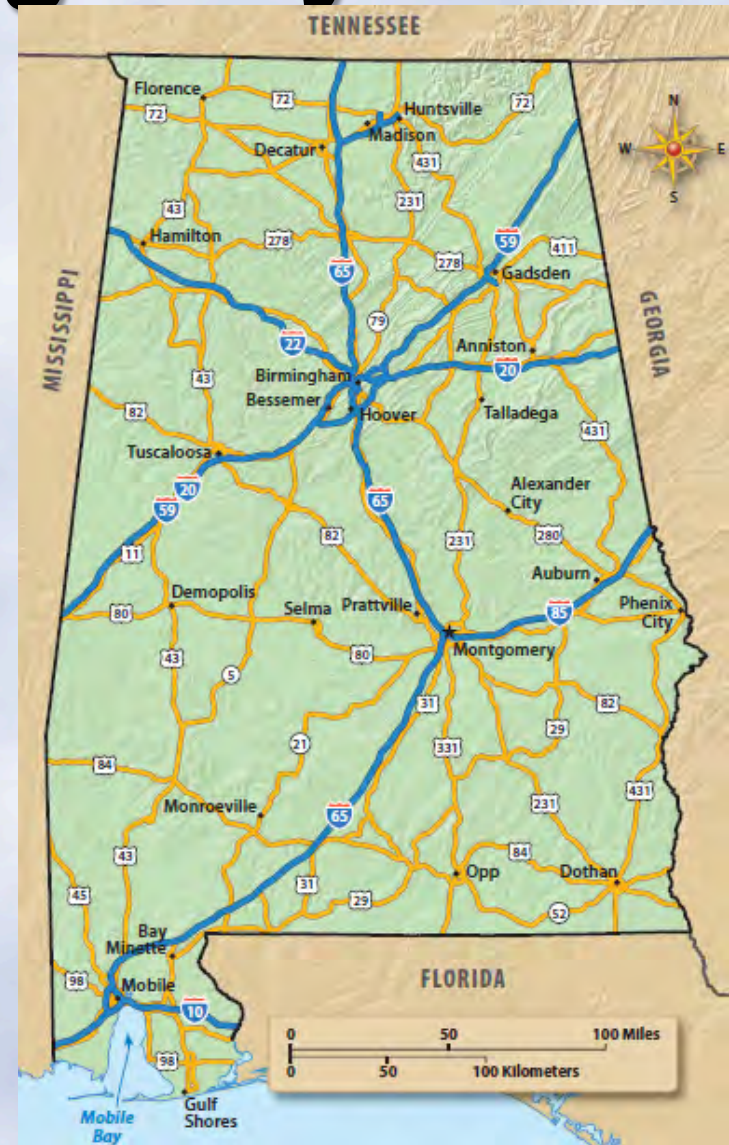 TENNESSEE
Florence
72
72
72
Huntsville
Madison
Decatur
431
N
W
E
S
43
231
Hamilton
278
65
278
59
411
Gadsden
MISSISSIPPI
GEORGIA
79
22
Anniston
20
Birmingham
Bessemer
Hoover
43
82
Talladega
431
Tuscaloosa
20
59
65
Alexander
City
11
82
231
280
Auburn
Demopolis
80
Selma
Prattville
85
Phenix
City
Montgomery
43
80
5
31
82
21
331
29
84
Monroeville
65
231
431
43
84
Opp
Dothan
45
31
29
52
Bay
Minette
98
Mobile
10
FLORIDA
0
50
100 Miles
0
50
100 Kilometers
98
Gulf
Shores
Mobile
Bay